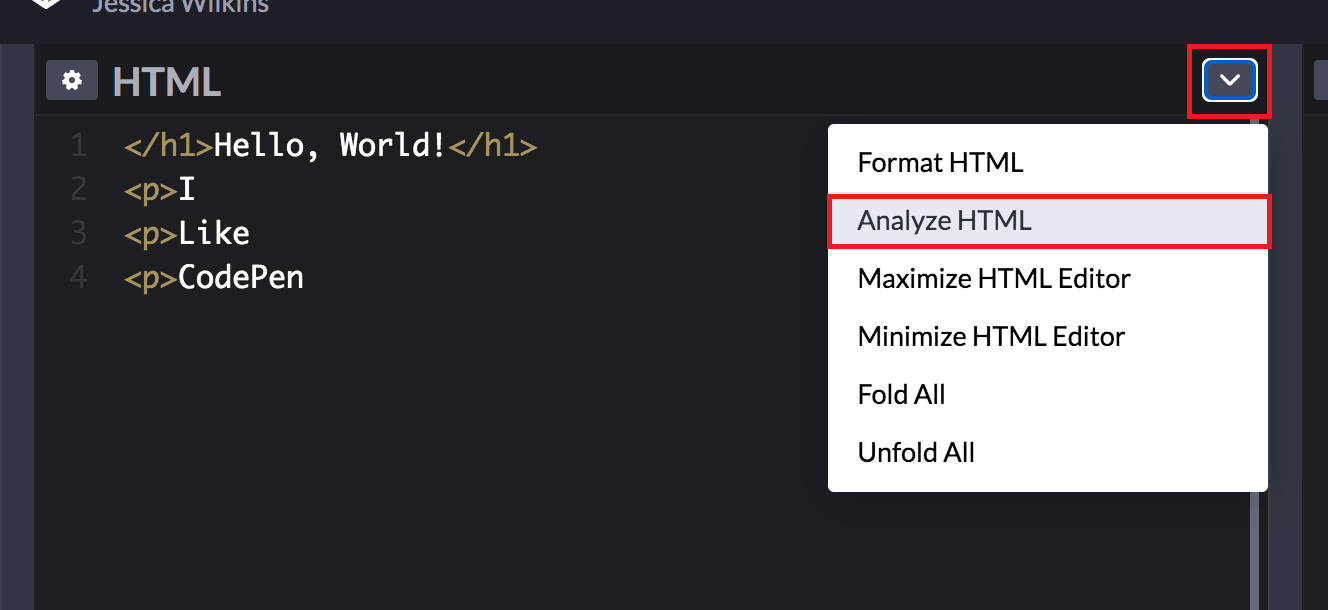 Jessica Wilkins
HTML
1 </h1>Hello, World!</h1>
2 <p>I
3 <p>Like
4 <p>CodePen
Format HTML
Analyze HTML
Maximize HTML Editor
Minimize HTML Editor
Fold All
Unfold All